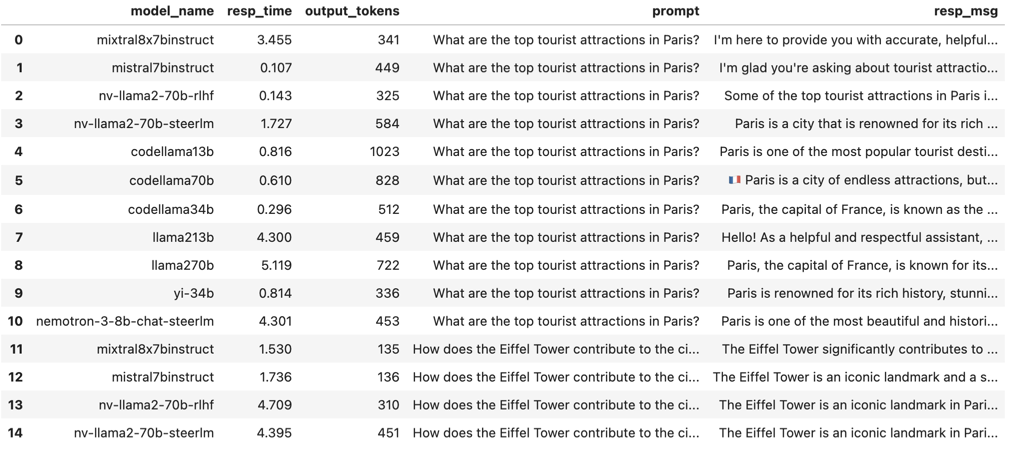 model_name resp_time output_tokens prompt resp_msg
0 mixtral8x7binstruct 3.455 341 What are the top tourist attractions in Paris? I'm here to provide you with accurate, helpful...
1 mistral7binstruct 0.107 449 What are the top tourist attractions in Paris? I'm glad you're asking about tourist attractio...
2 nv-llama2-70b-rlhf 0.143 325 What are the top tourist attractions in Paris? Some of the top tourist attractions in Paris i...
3 nv-llama2-70b-steerlm 1.727 584 What are the top tourist attractions in Paris? Paris is a city that is renowned for its rich ...
4 codellama13b 0.816 1023 What are the top tourist attractions in Paris? Paris is one of the most popular tourist desti...
5 codellama70b 0.610 828 What are the top tourist attractions in Paris? 🇫🇷 Paris is a city of endless attractions, but...
6 codellama34b 0.296 512 What are the top tourist attractions in Paris? Paris, the capital of France, is known as the ...
7 llama213b 4.300 459 What are the top tourist attractions in Paris? Hello! As a helpful and respectful assistant, ...
8 llama270b 5.119 722 What are the top tourist attractions in Paris? Paris, the capital of France, is known for its...
9 yi-34b 0.814 336 What are the top tourist attractions in Paris? Paris is renowned for its rich history, stunni...
10 nemotron-3-8b-chat-steerlm 4.301 453 What are the top tourist attractions in Paris? Paris is one of the most beautiful and histori...
11 mixtral8x7binstruct 1.530 135 How does the Eiffel Tower contribute to the ci... The Eiffel Tower significantly contributes to ...
12 mistral7binstruct 1.736 136 How does the Eiffel Tower contribute to the ci... The Eiffel Tower is an iconic landmark and a s...
13 nv-llama2-70b-rlhf 4.709 310 How does the Eiffel Tower contribute to the ci... The Eiffel Tower is an iconic landmark in Pari...
14 nv-llama2-70b-steerlm 4.395 451 How does the Eiffel Tower contribute to the ci... The Eiffel Tower is an iconic landmark in Pari...